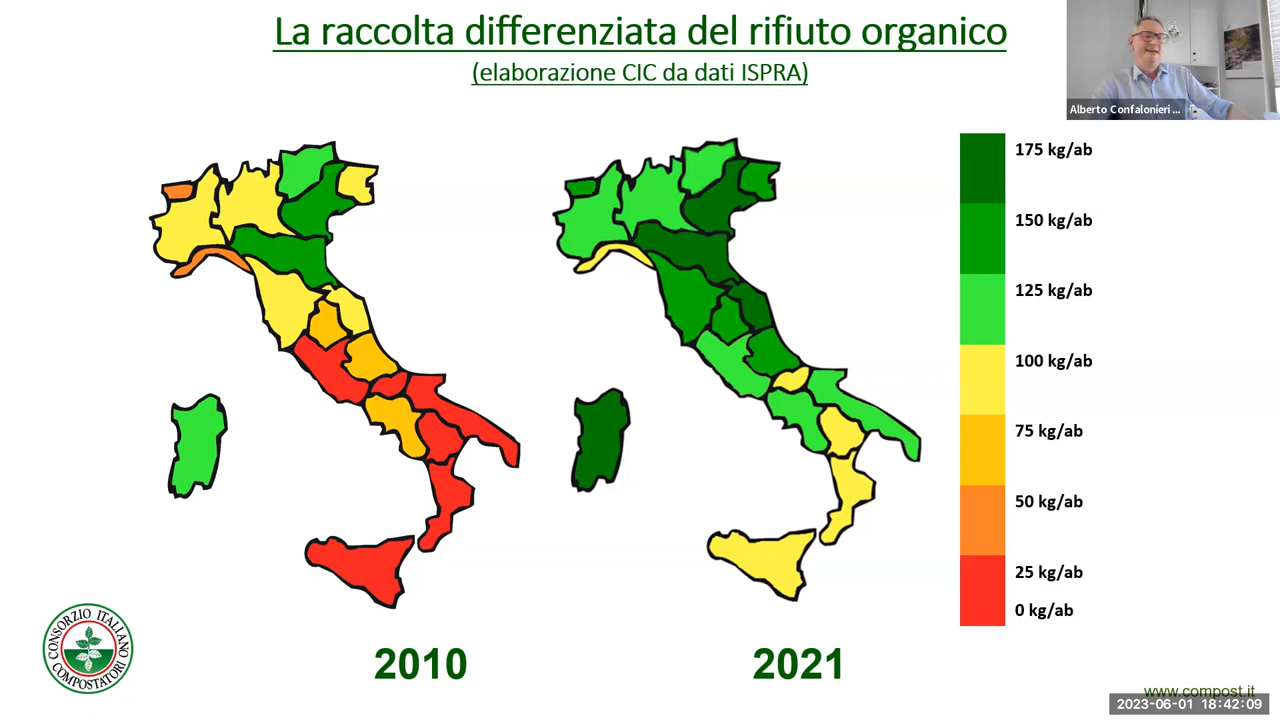 La raccolta differenziata del rifiuto organico
(elaborazione CIC da dati ISPRA)
Alberto Confalonieri ...
175 kg/ab
150 kg/ab
125 kg/ab
100 kg/ab
75 kg/ab
50 kg/ab
25 kg/ab
0 kg/ab
CONSORZIO ITALIANO
COMPOSTATORI
2010
2021
www.compost.it
2023-06-01 18:42:09